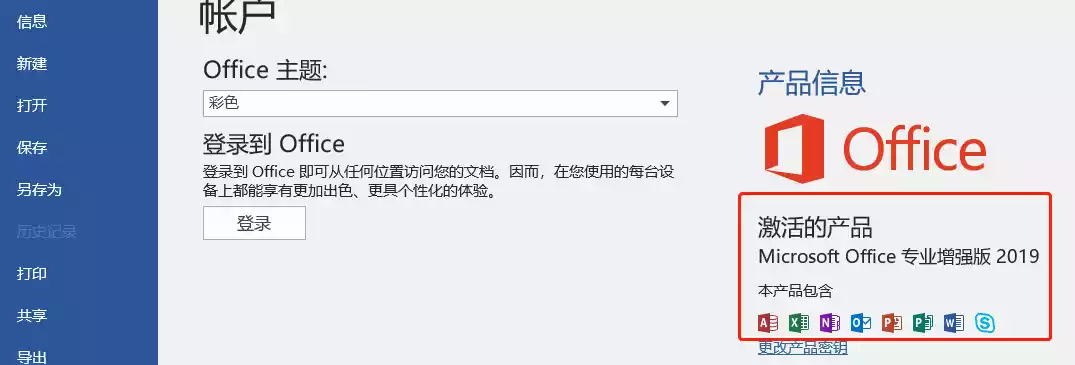 信息
新建
打开
保存
另存为
历史记录
打印
共享
导出
帐户
Office 主题:
彩色
登录到 Office
登录到 Office 即可从任何位置访问您的文档。因而，在您使用的每台设
备上都能享有更加出色、更具个性化的体验。
登录
产品信息
Office
激活的产品
Microsoft Office 专业增强版 2019
本产品包含
A X N O P P W S
更改产品密钥